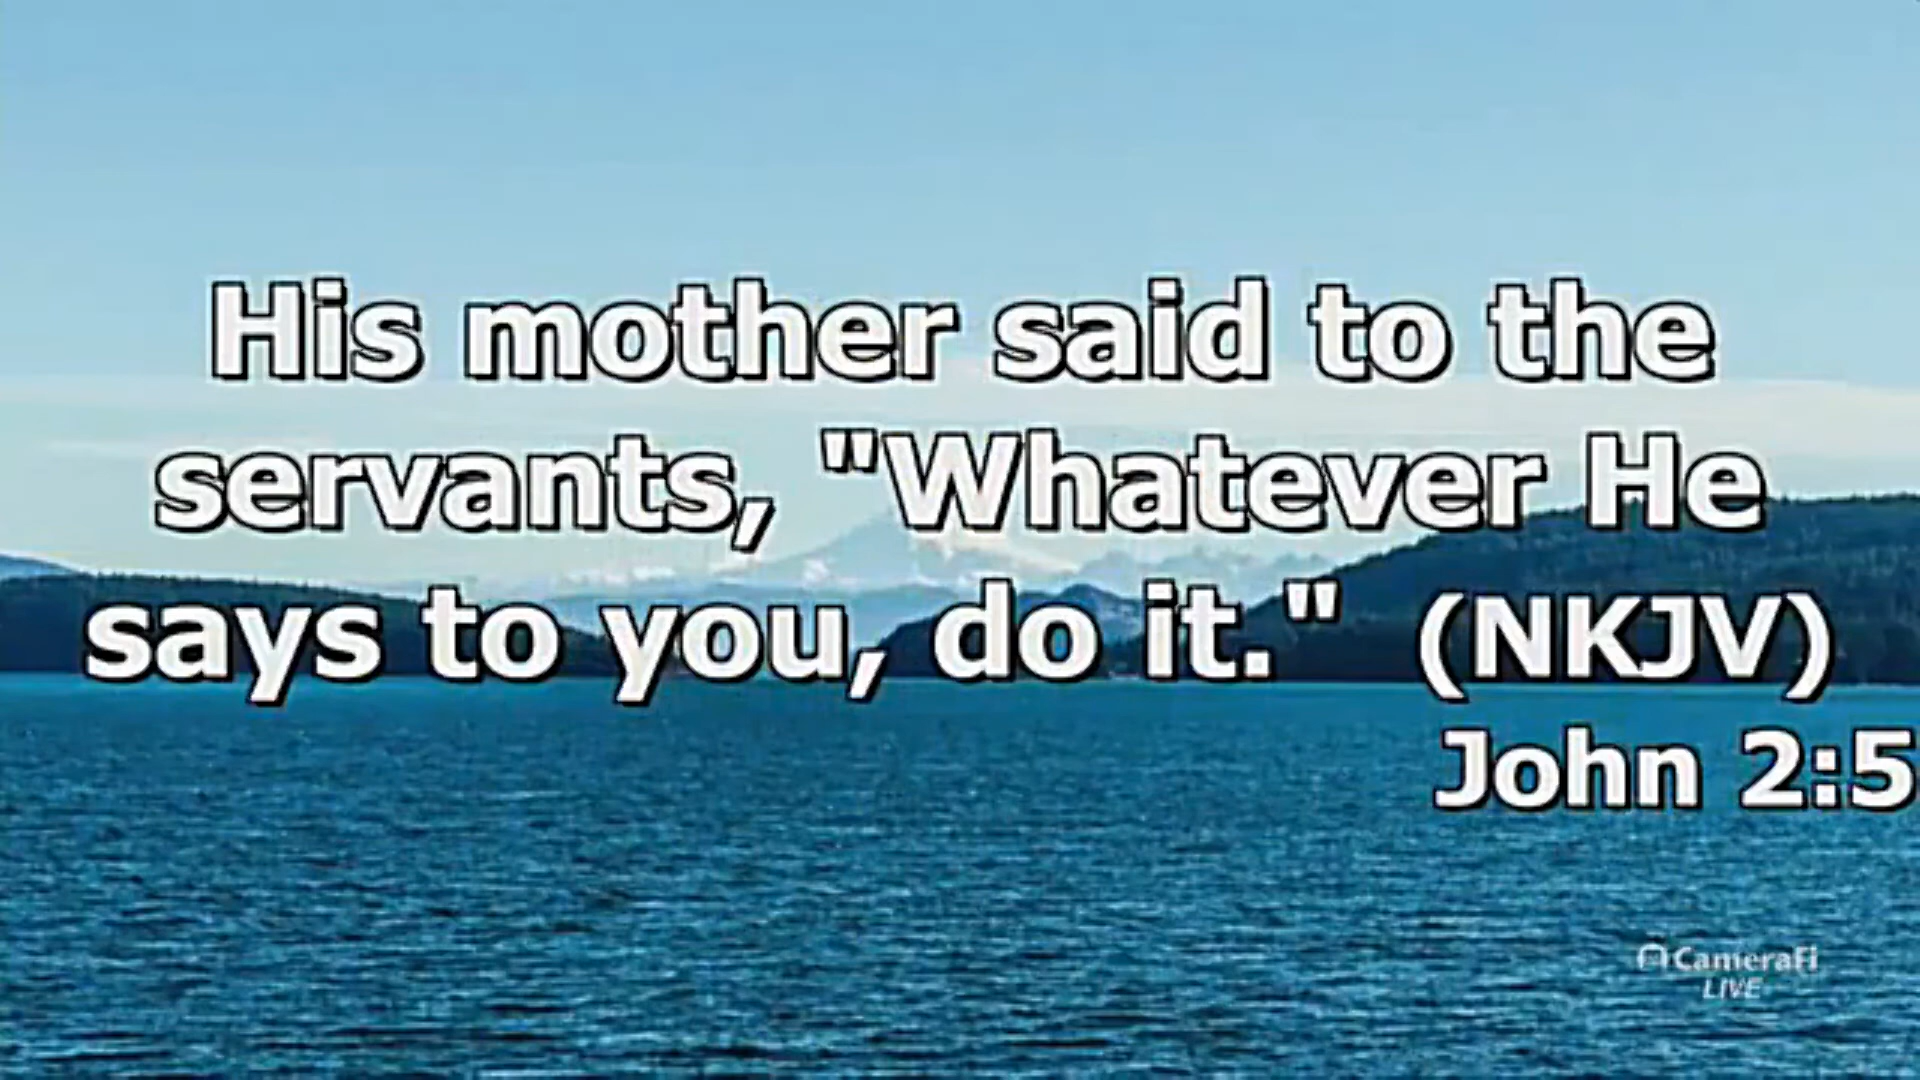 His mother said to the
servants, "Whatever He
says to you, do it." (NKJV)
John 2:5
CameraFi
LIVE